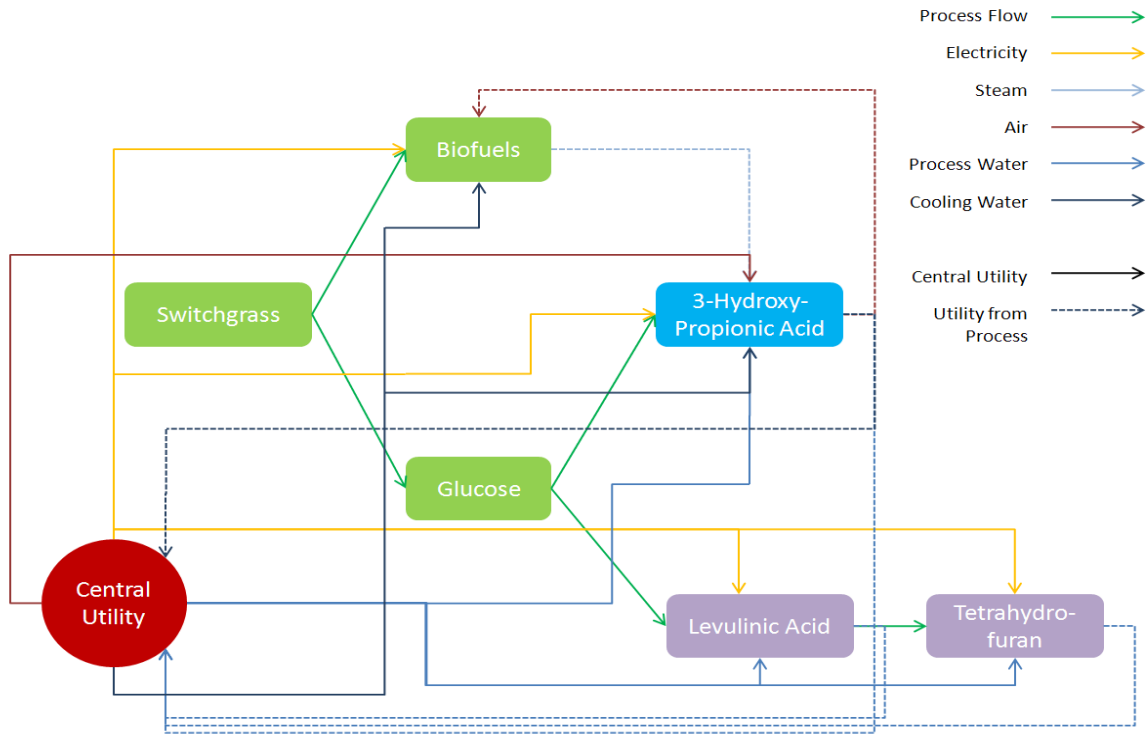 Process Flow
Electricity
Steam
Air
Process Water
Cooling Water
Central Utility
Utility from
Process
Biofuels
Switchgrass
3-Hydroxy-
Propionic Acid
Glucose
Central
Utility
Levulinic Acid
Tetrahydro-
furan